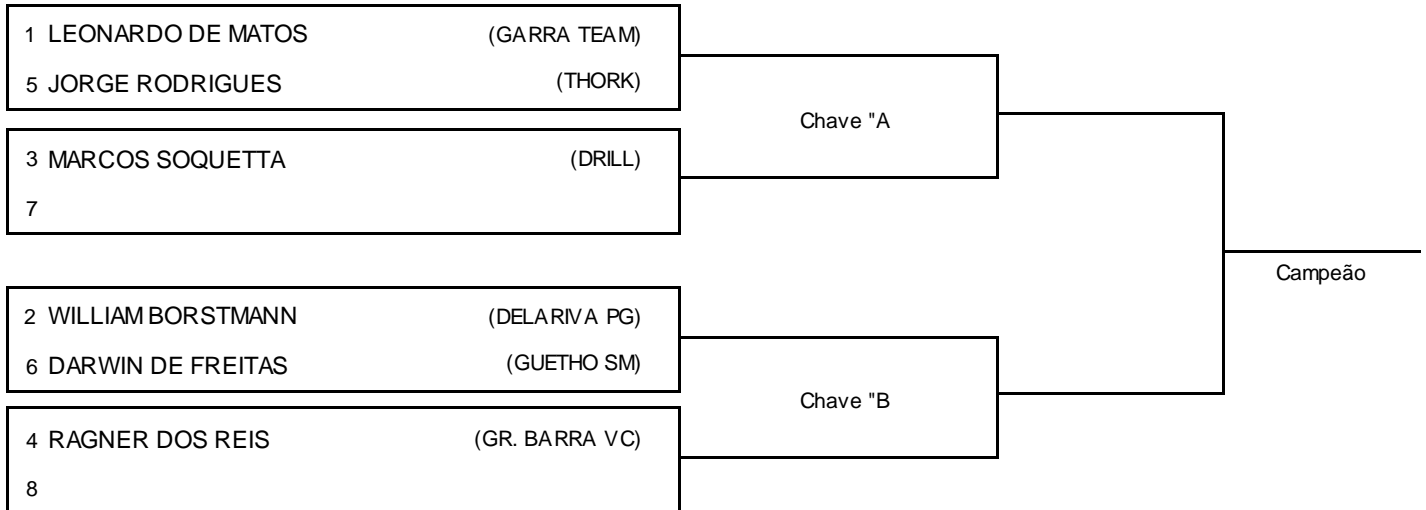 1 LEONARDO DE MATOS (GARRA TEAM)
5 JORGE RODRIGUES (THORK)
Chave "A
3 MARCOS SOQUETTA (DRILL)
7
Campeão
2 WILLIAM BORSTMANN (DELARIVA PG)
6 DARWIN DE FREITAS (GUETHO SM)
Chave "B
4 RAGNER DOS REIS (GR. BARRA VC)
8